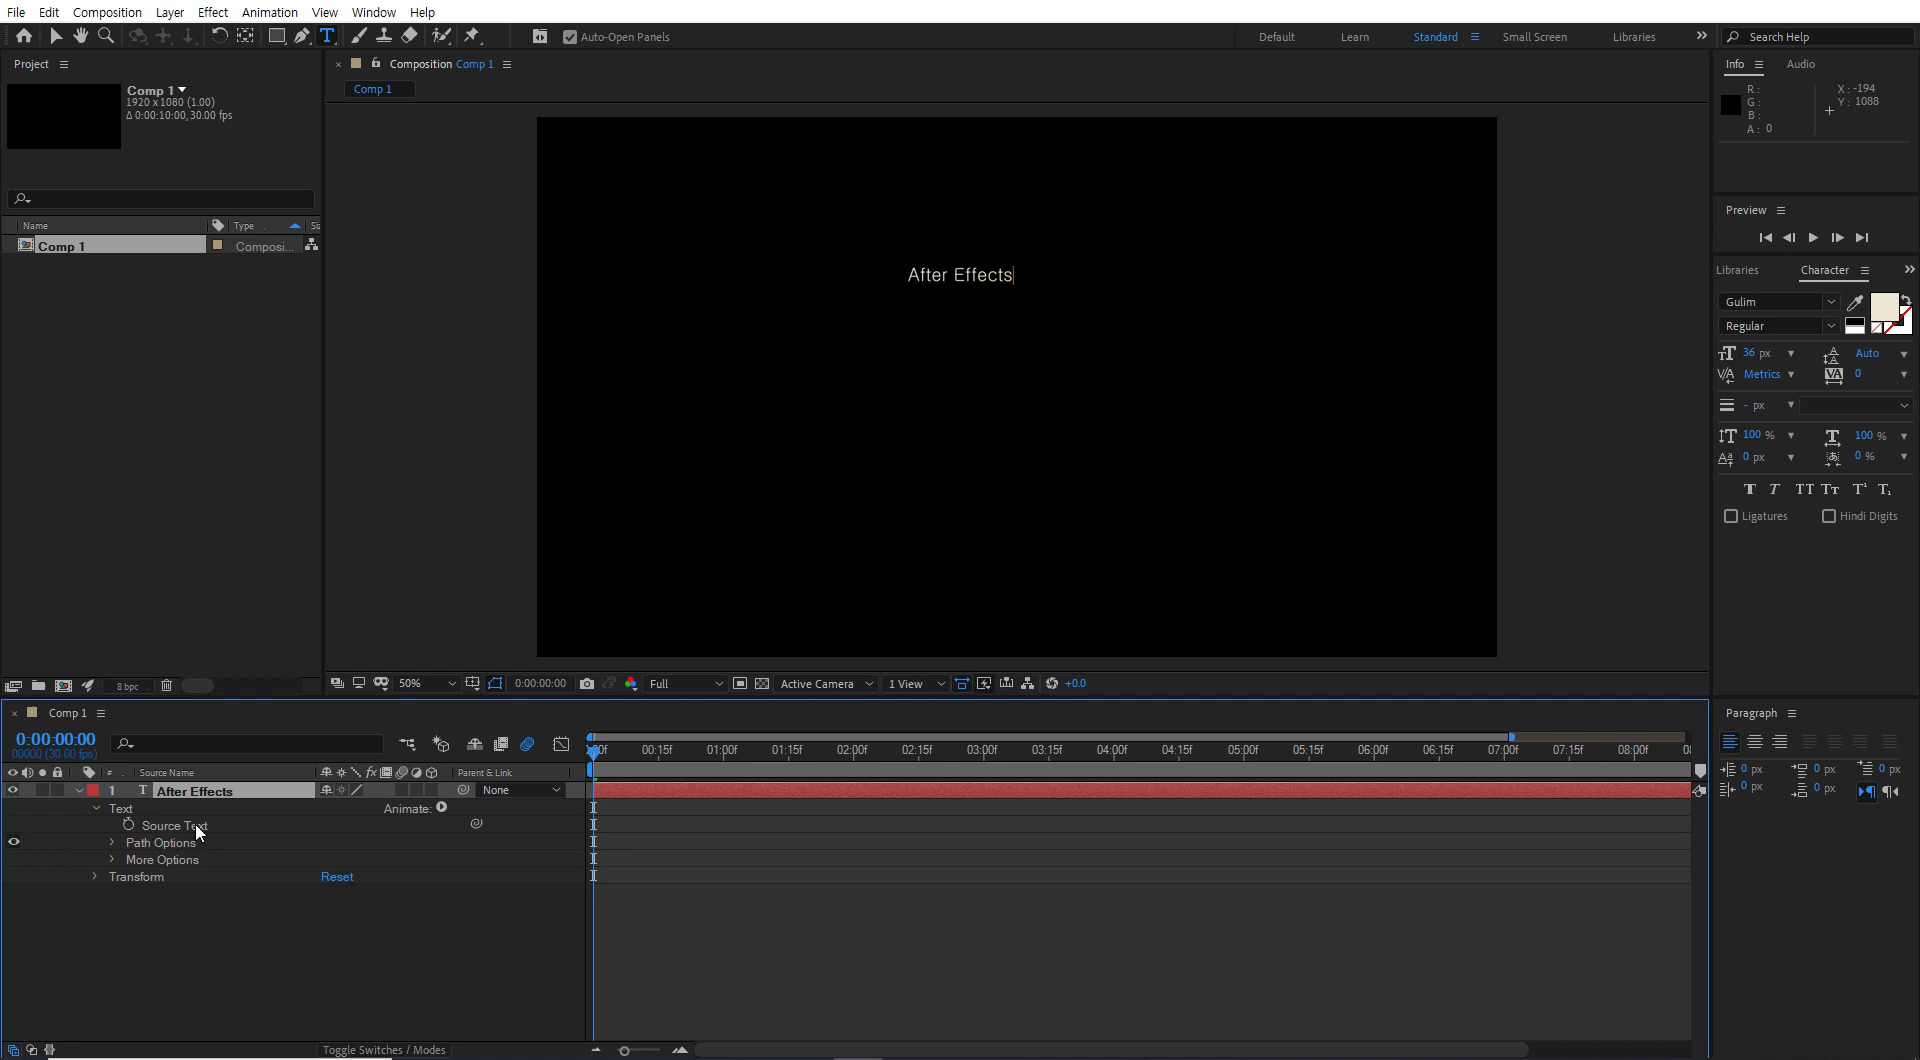 File Edit Composition Layer Effect Animation View Window Help
Auto-Open Panels Default Learn Standard Small Screen Libraries Search Help
Project
Comp 1
1920 x 1080 (1.00)
Δ 0:00:10:00, 30.00 fps
Name Type
Comp 1 Composi...
8 bpc
Composition Comp 1
Comp 1
After Effects
50% 0:00:00:00 Full Active Camera 1 View +0.0
Info Audio
R :
G :
B :
A : 0
X : -194
Y : 1088
Preview
Libraries Character
Gulim
Regular
36 px Auto
Metrics 0
- px
100 % 100 %
0 px 0 %
Ligatures Hindi Digits
Comp 1
0:00:00:00
00000 (30.00 fps)
00:15f 01:00f 01:15f 02:00f 02:15f 03:00f 03:15f 04:00f 04:15f 05:00f 05:15f 06:00f 06:15f 07:00f 07:15f 08:00f
# Source Name Parent & Link
1 After Effects None
Text Animate:
Source Text
Path Options
More Options
Transform Reset
Toggle Switches / Modes
Paragraph
0 px 0 px 0 px
0 px 0 px